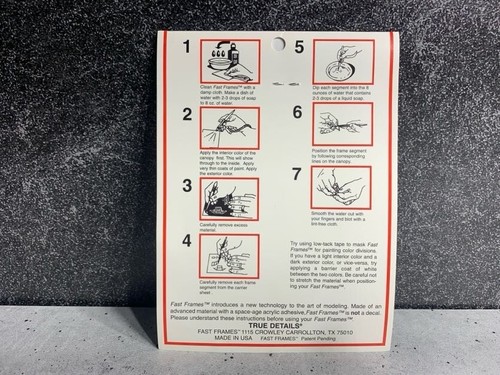 1
Clean Fast Frames™ with a
damp cloth. Make a dish of
water with 2-3 drops of soap
to 8 oz. of water.
2
Apply the interior color of the
canopy first. This will show
through to the inside. Apply
very thin coats of paint. Apply
the exterior color.
3
Carefully remove excess
material.
4
Carefully remove each frame
segment from the carrier
sheet.
5
Dip each segment into the 8
ounces of water that contains
2-3 drops of a liquid soap.
6
Position the frame segment
by following corresponding
lines on the canopy.
7
Smooth the water out with
your fingers and blot with a
lint-free cloth.
Try using low-tack tape to mask Fast
Frames™ for painting color divisions.
If you have a light interior color and a
dark exterior color, or vice-versa, try
applying a barrier coat of white
between the two colors. Be careful not
to stretch the material when position-
ing your Fast Frames™.
Fast Frames™ introduces a new technology to the art of modeling. Made of an
advanced material with a space-age acrylic adhesive, Fast Frames™ is not a decal.
Please understand these instructions before using your Fast Frames™.
TRUE DETAILS®
FAST FRAMES™ 1115 CROWLEY CARROLLTON, TX 75010
MADE IN USA FAST FRAMES™ Patent Pending